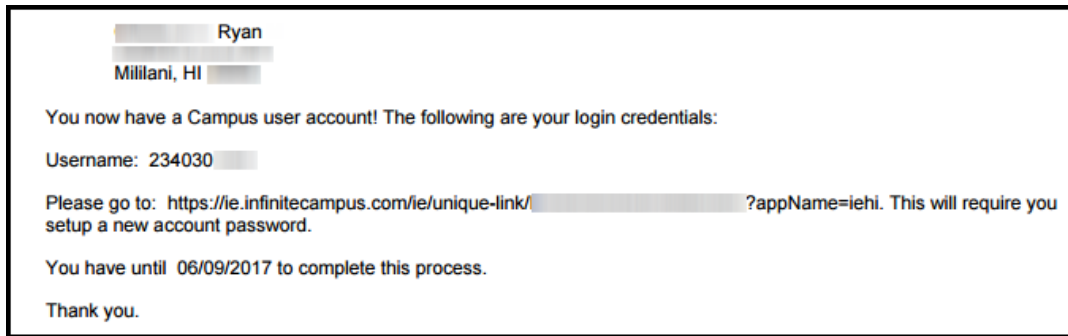 Ryan
Mililani, HI
You now have a Campus user account! The following are your login credentials:
Username: 234030
Please go to: https://ie.infinitecampus.com/ie/unique-link/ ?appName=iehi. This will require you
setup a new account password.
You have until 06/09/2017 to complete this process.
Thank you.